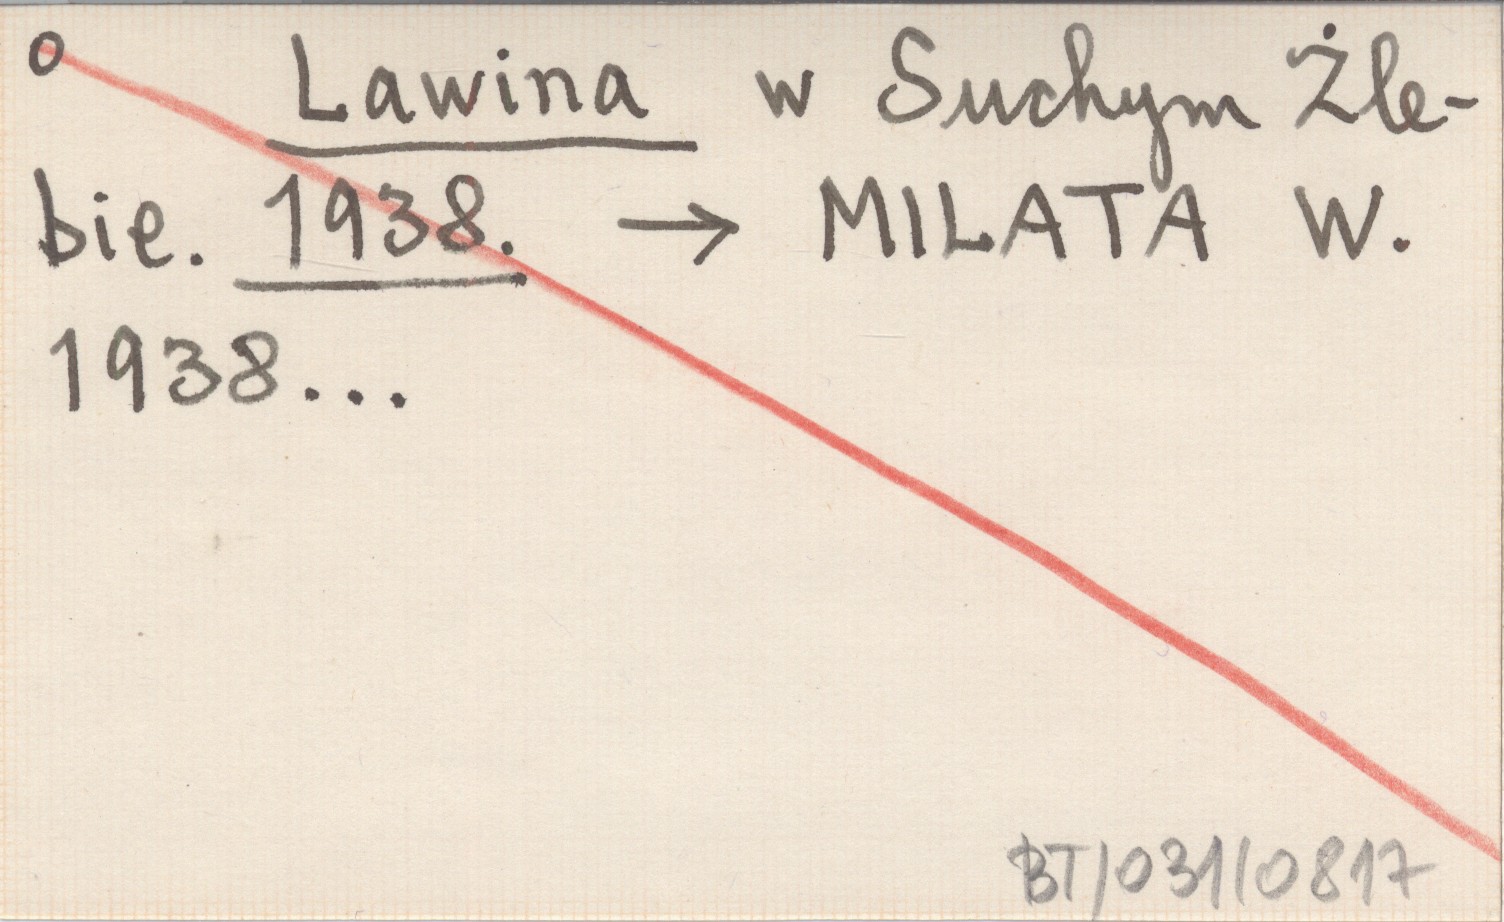 o Lawina w Suchym Żle-
bie. 1938. → MILATA W.
1938...
BT/031/0817